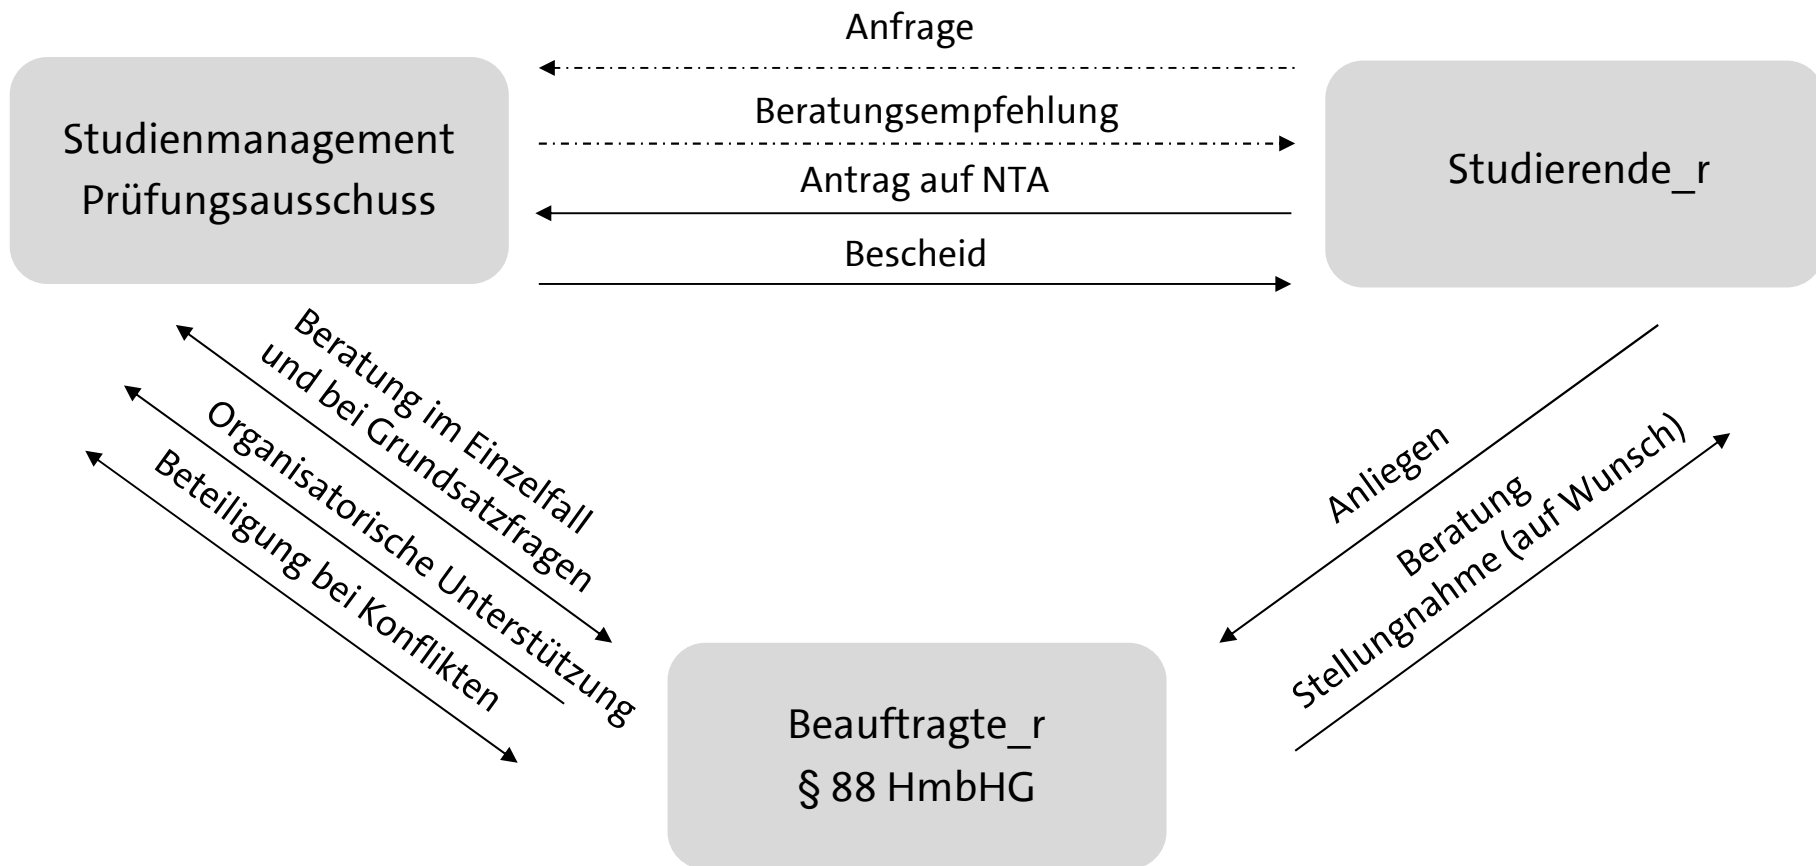 Anfrage
Beratungsempfehlung
Antrag auf NTA
Bescheid
Studienmanagement
Prüfungsausschuss
Studierende_r
Beratung im Einzelfall
und bei Grundsatzfragen
Organisatorische Unterstützung
Beteiligung bei Konflikten
Anliegen
Beratung
Stellungnahme (auf Wunsch)
Beauftragte_r
§ 88 HmbHG